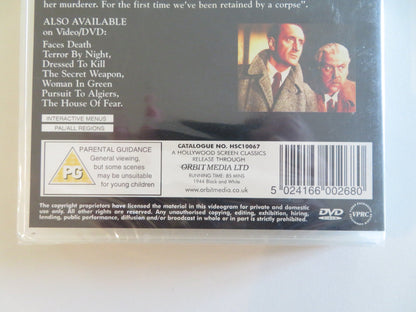 her murderer. For the first time we've been retained by a corpse".
ALSO AVAILABLE
on Video/DVD:
Faces Death
Terror By Night,
Dressed To Kill
The Secret Weapon,
Woman In Green
Pursuit To Algiers,
The House Of Fear.
INTERACTIVE MENUS
PAL/ALL REGIONS
PG
PARENTAL GUIDANCE
General viewing,
but some scenes
may be unsuitable
for young children
CATALOGUE NO. HSC10067
A HOLLYWOOD SCREEN CLASSICS
RELEASE THROUGH
ORBIT MEDIA LTD
RUNNING TIME: 85 MINS
1944 Black and White
www.orbitmedia.co.uk
5 024166 002680
The copyright proprietors have licensed the material in this videogram for private and domestic
use only. Any unauthorised copying, editing, exhibition, hiring,
lending, public performance, diffusion and/or broadcast in whole or in part is strictly prohibited.
DVD
VIDEO
VPRC